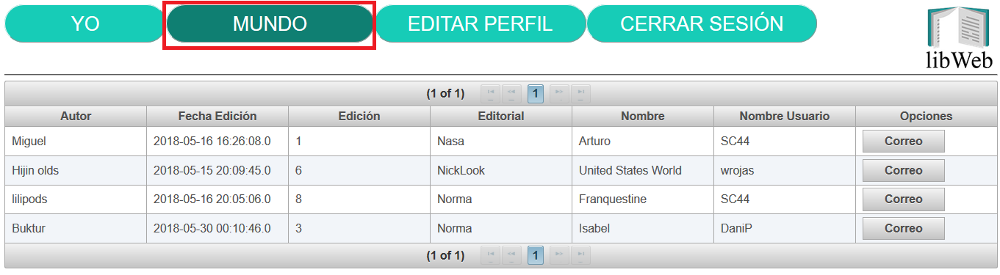 YO MUNDO EDITAR PERFIL CERRAR SESIÓN
libWeb
(1 of 1) 1
Autor Fecha Edición Edición Editorial Nombre Nombre Usuario Opciones
Miguel 2018-05-16 16:26:08.0 1 Nasa Arturo SC44 Correo
Hijin olds 2018-05-15 20:09:45.0 6 NickLook United States World wrojas Correo
lilipods 2018-05-16 20:05:06.0 8 Norma Franquestine SC44 Correo
Buktur 2018-05-30 00:10:46.0 3 Norma Isabel DaniP Correo
(1 of 1) 1